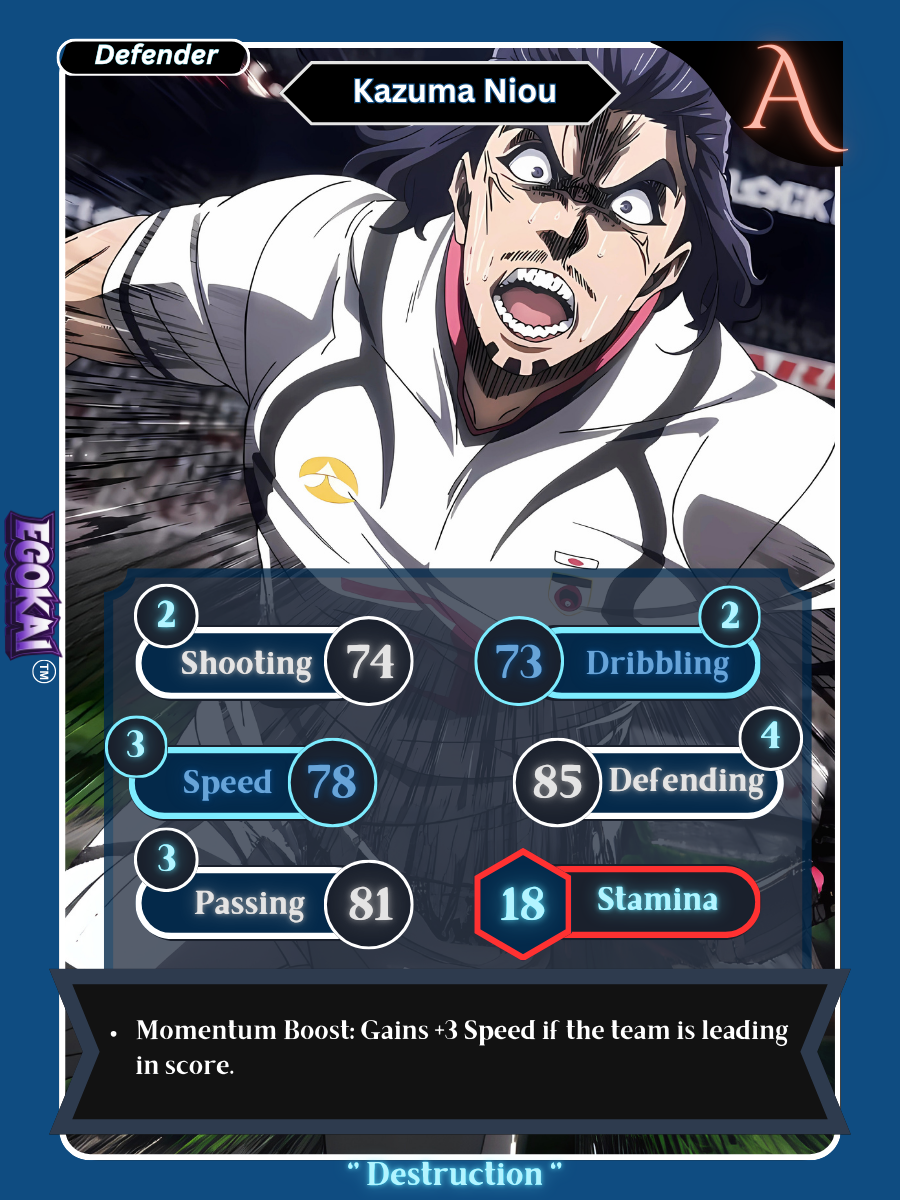 Defender
Kazuma Niou
A
LOCK
EGOKAI
TM
2
Shooting 74
2
73 Dribbling
3
Speed 78
4
85 Defending
3
Passing 81
18 Stamina
• Momentum Boost: Gains +3 Speed if the team is leading
in score.
“ Destruction ”